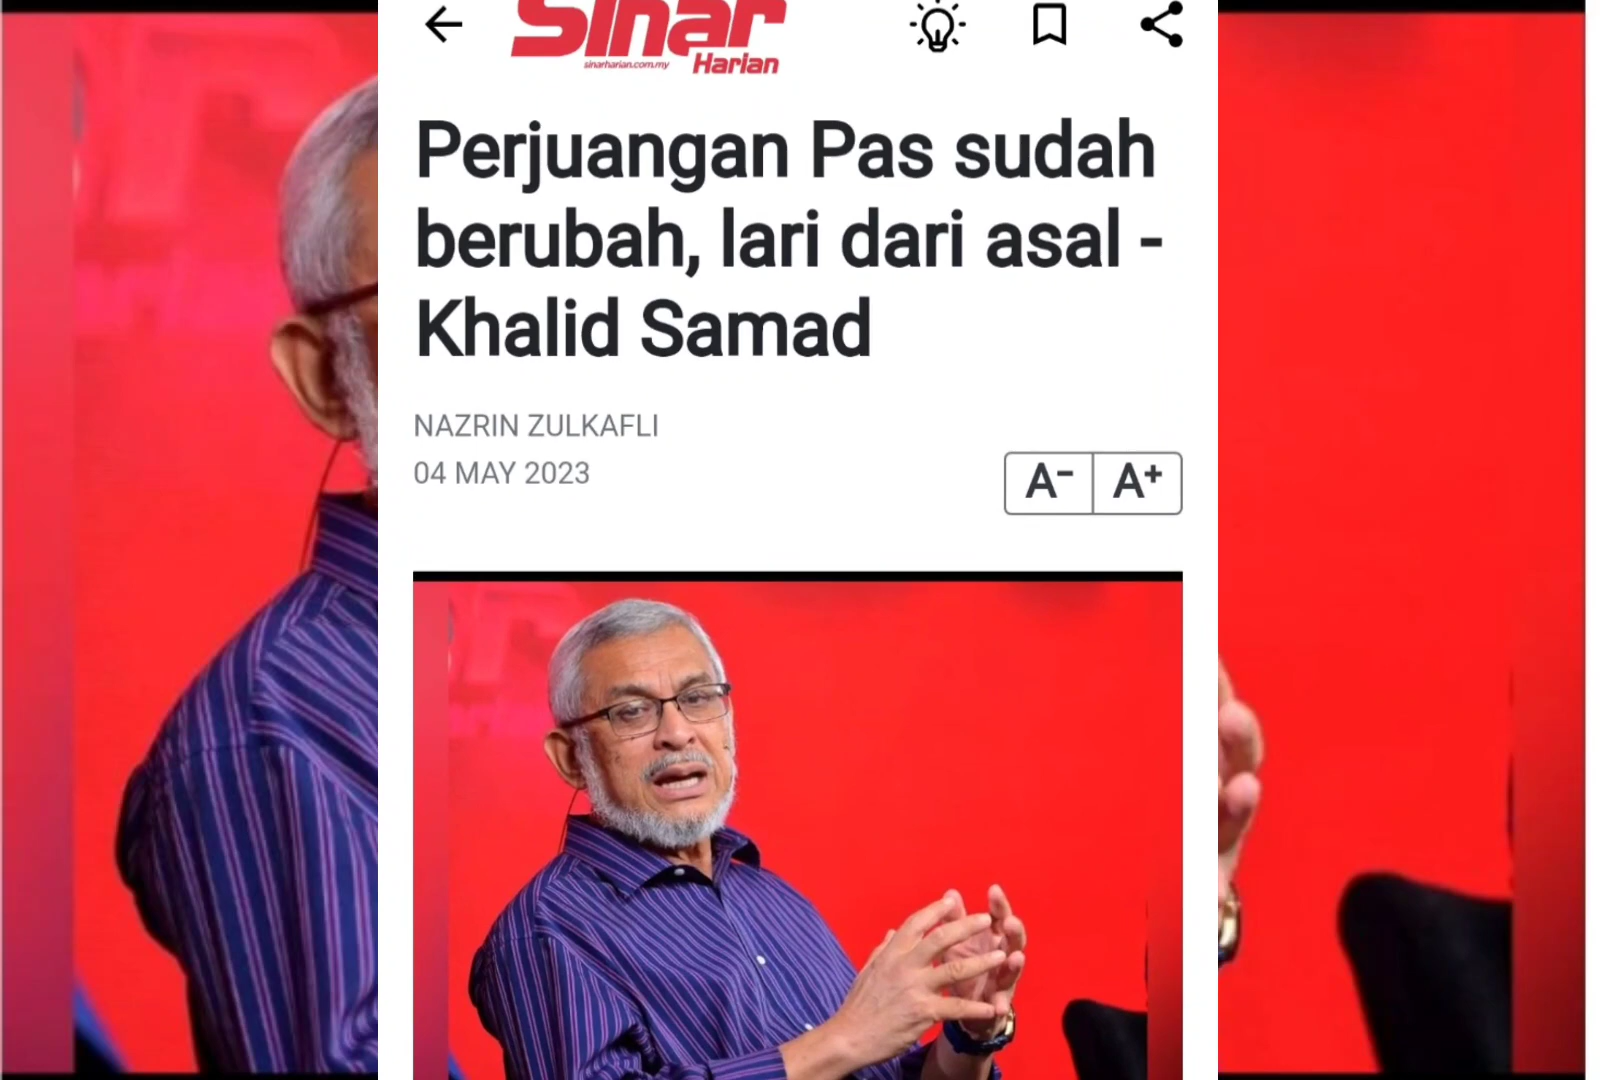 Sinar
sinarharian.com.my Harian
Perjuangan Pas sudah
berubah, lari dari asal -
Khalid Samad
NAZRIN ZULKAFLI
04 MAY 2023
A- A+